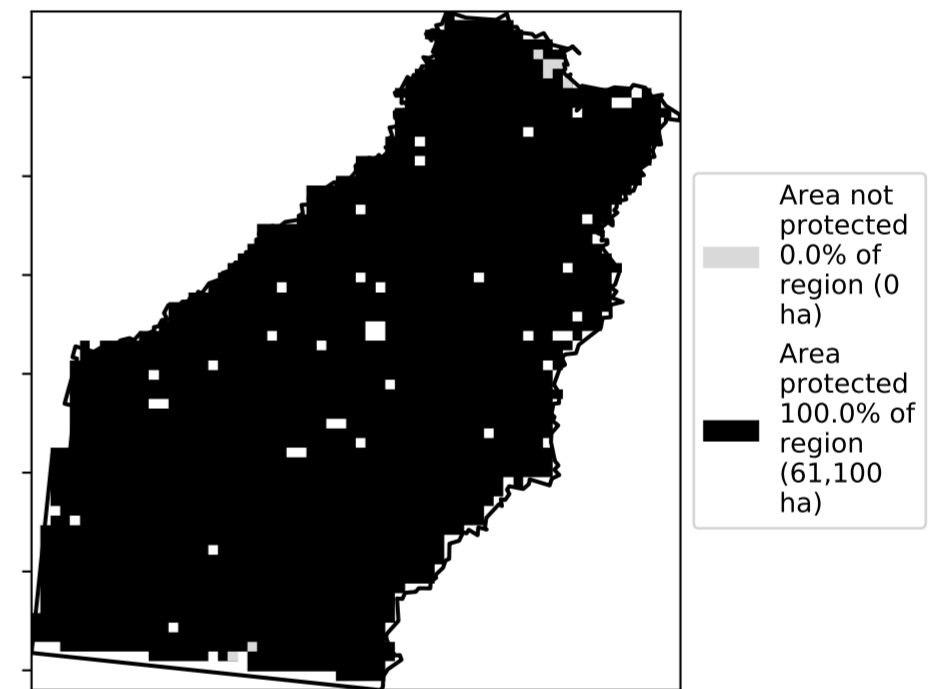 Area not
protected
0.0% of
region (0
ha)
Area
protected
100.0% of
region
(61,100
ha)